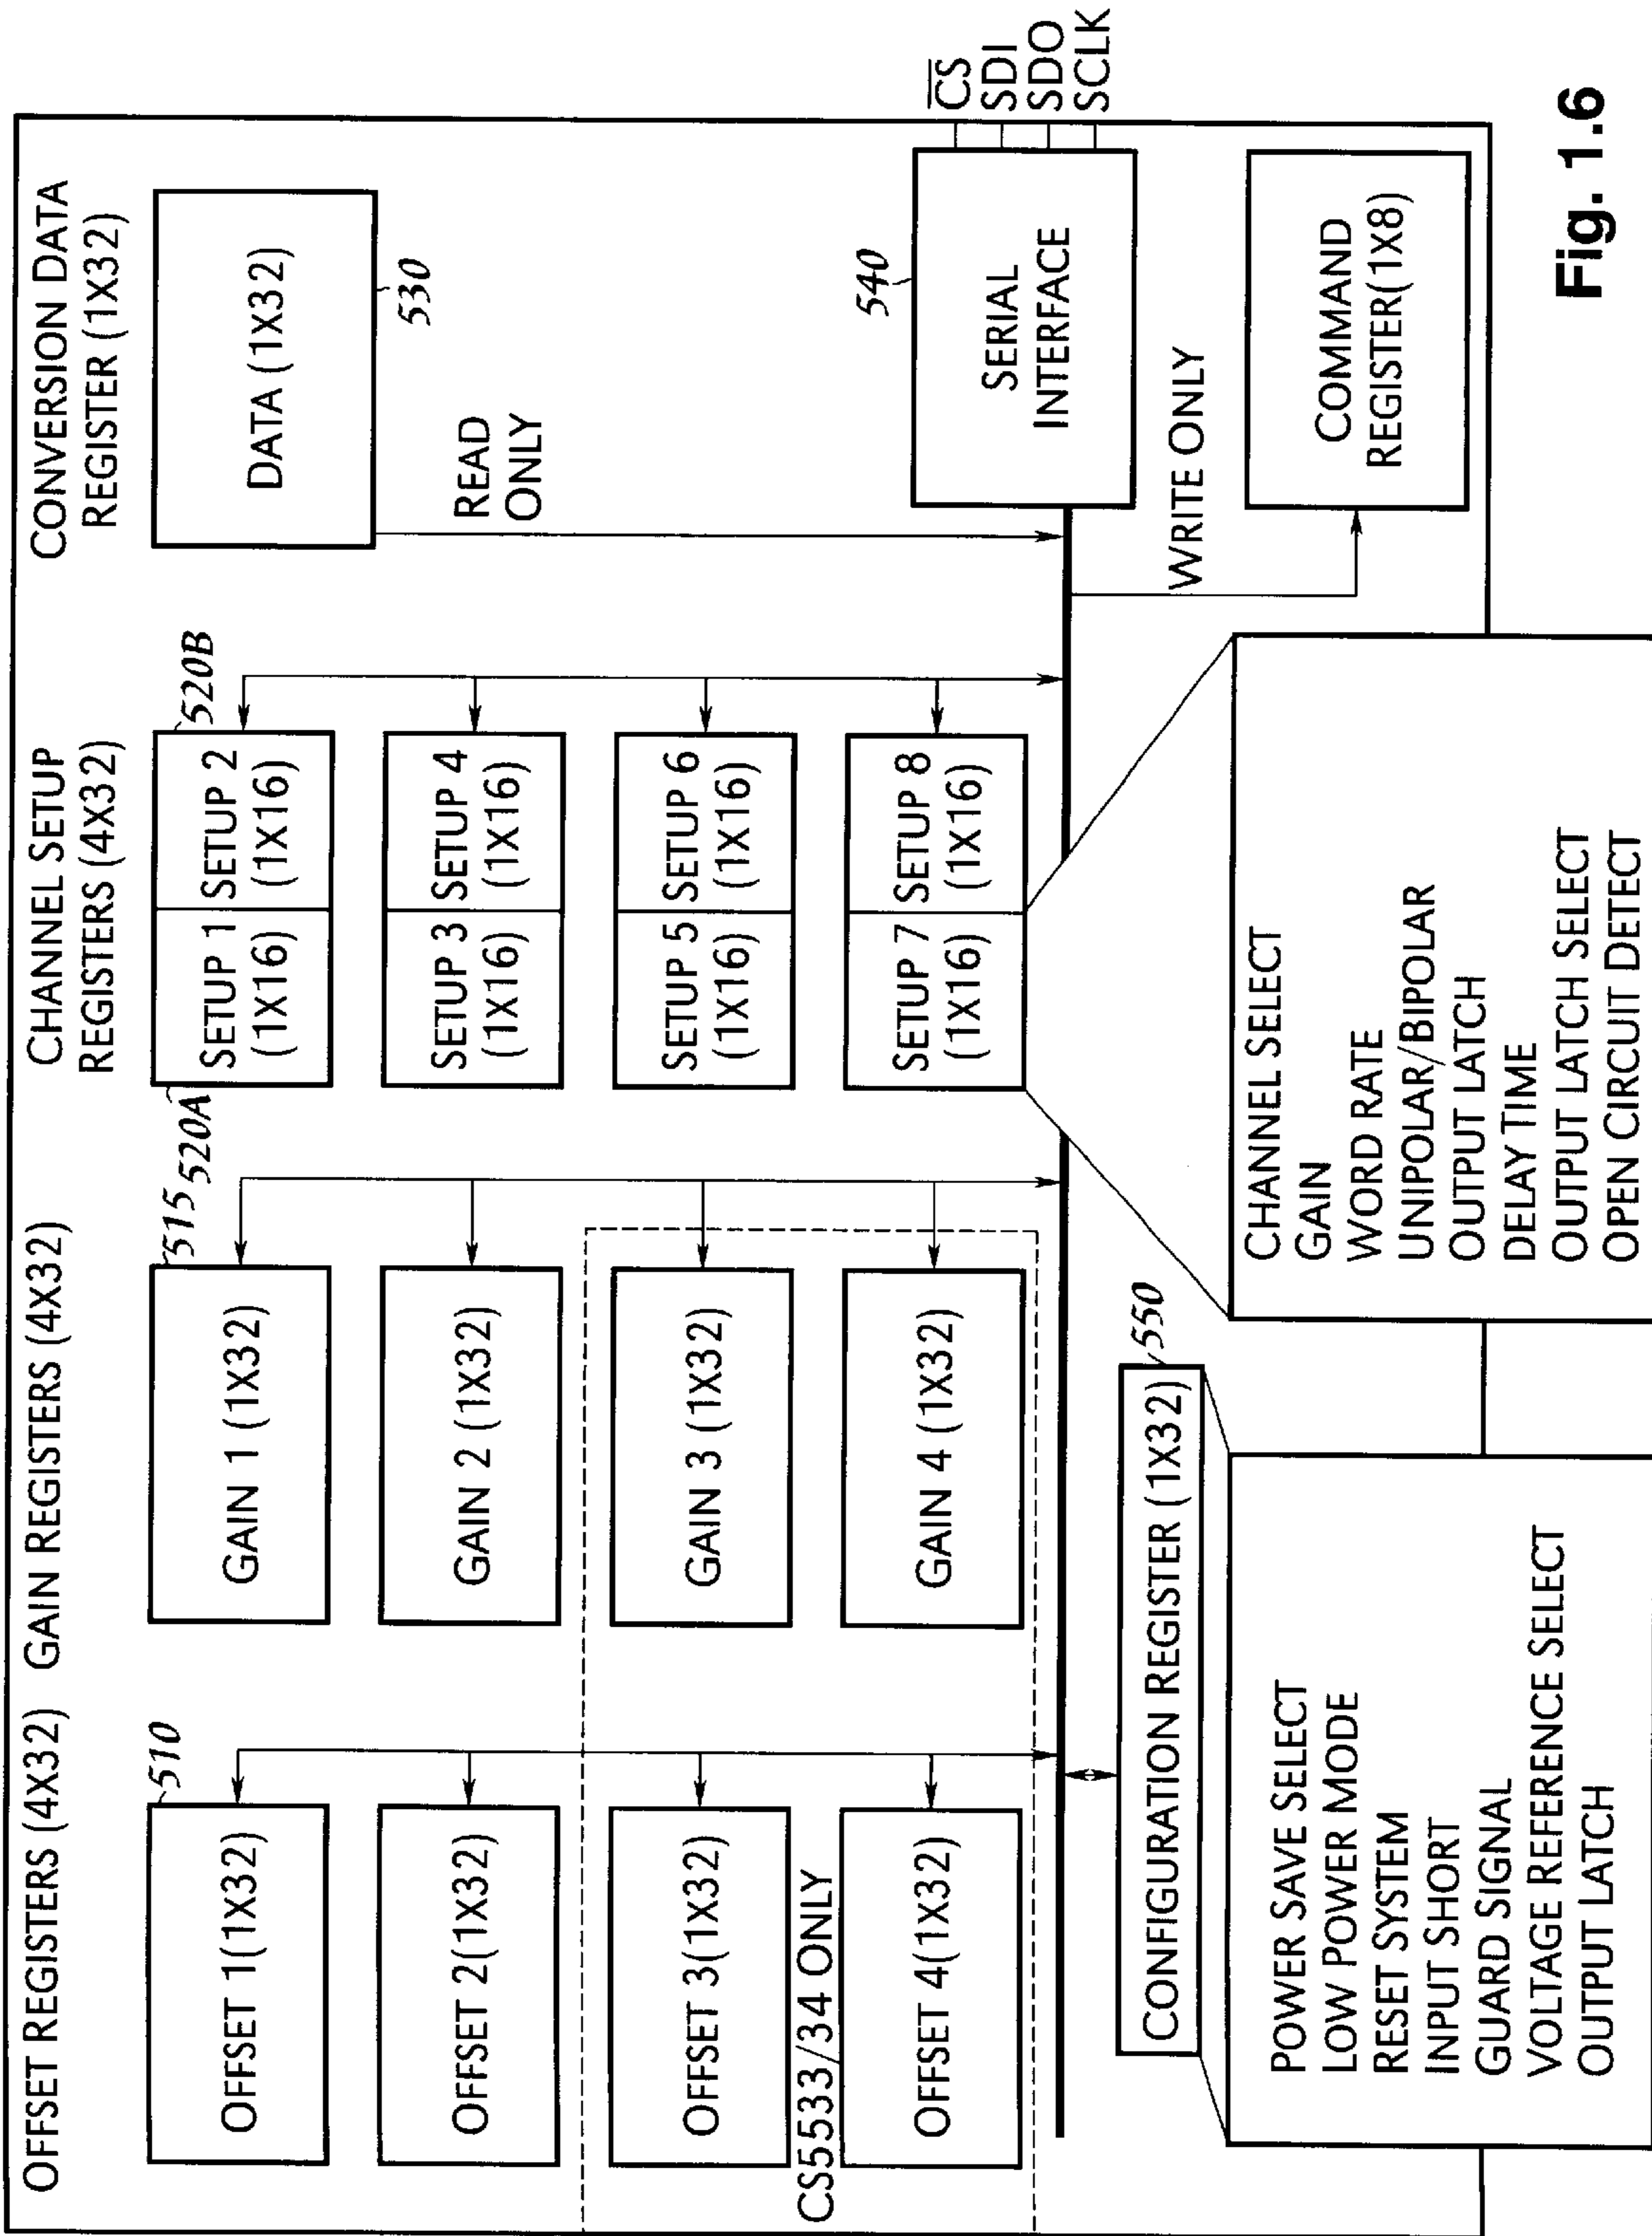 OFFSET REGISTERS (4X32)
GAIN REGISTERS (4X32)
CHANNEL SETUP
REGISTERS (4X32)
CONVERSION DATA
REGISTER (1X32)
510
OFFSET 1(1X32)
OFFSET 2(1X32)
OFFSET 3(1X32)
CS5533/34 ONLY
OFFSET 4(1X32)
515
GAIN 1 (1X32)
GAIN 2 (1X32)
GAIN 3 (1X32)
GAIN 4 (1X32)
520A
520B
SETUP 1
(1X16)
SETUP 2
(1X16)
SETUP 3
(1X16)
SETUP 4
(1X16)
SETUP 5
(1X16)
SETUP 6
(1X16)
SETUP 7
(1X16)
SETUP 8
(1X16)
DATA (1X32)
530
READ
ONLY
540
SERIAL
INTERFACE
CS
SDI
SDO
SCLK
WRITE ONLY
COMMAND
REGISTER(1X8)
CONFIGURATION REGISTER (1X32)
550
POWER SAVE SELECT
LOW POWER MODE
RESET SYSTEM
INPUT SHORT
GUARD SIGNAL
VOLTAGE REFERENCE SELECT
OUTPUT LATCH
CHANNEL SELECT
GAIN
WORD RATE
UNIPOLAR/BIPOLAR
OUTPUT LATCH
DELAY TIME
OUTPUT LATCH SELECT
OPEN CIRCUIT DETECT
Fig. 1.6